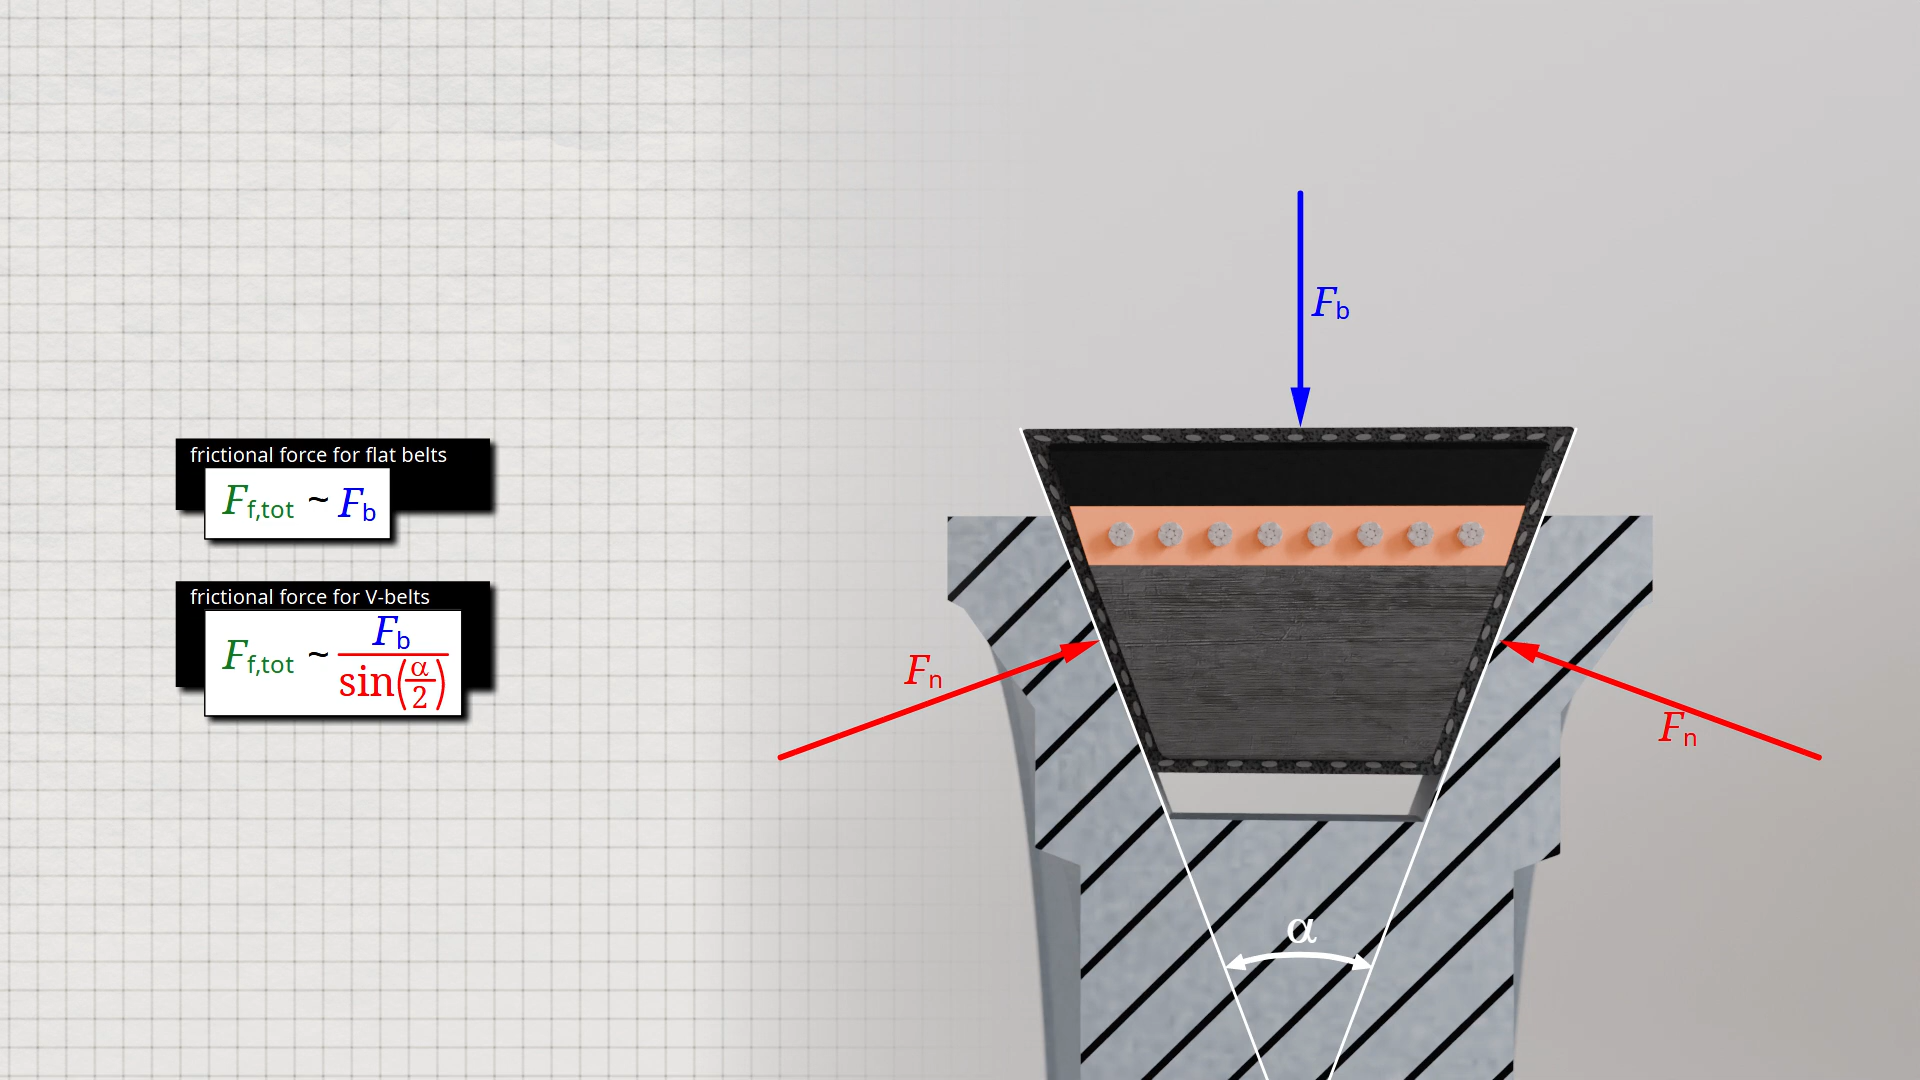 frictional force for flat belts
F_f,tot ~ F_b
frictional force for V-belts
F_f,tot ~ F_b / sin(α/2)
F_b
F_n
F_n
α